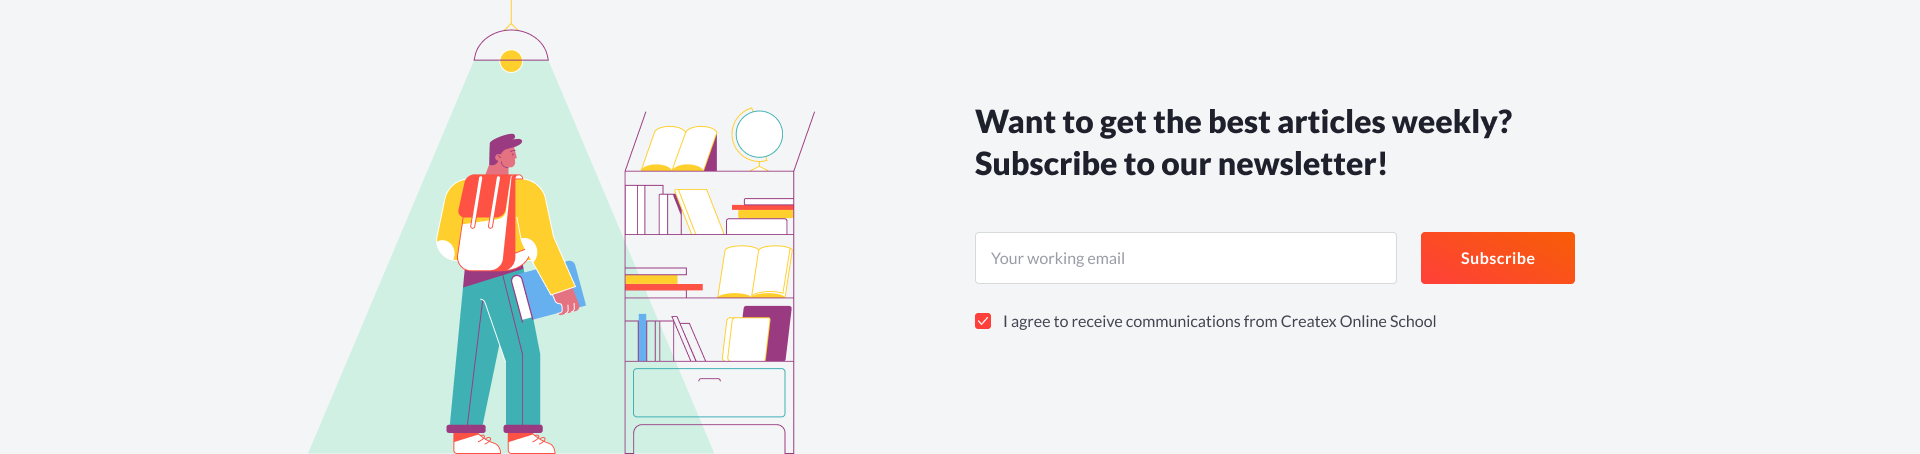 Want to get the best articles weekly?
Subscribe to our newsletter!
Your working email
Subscribe
I agree to receive communications from Createx Online School